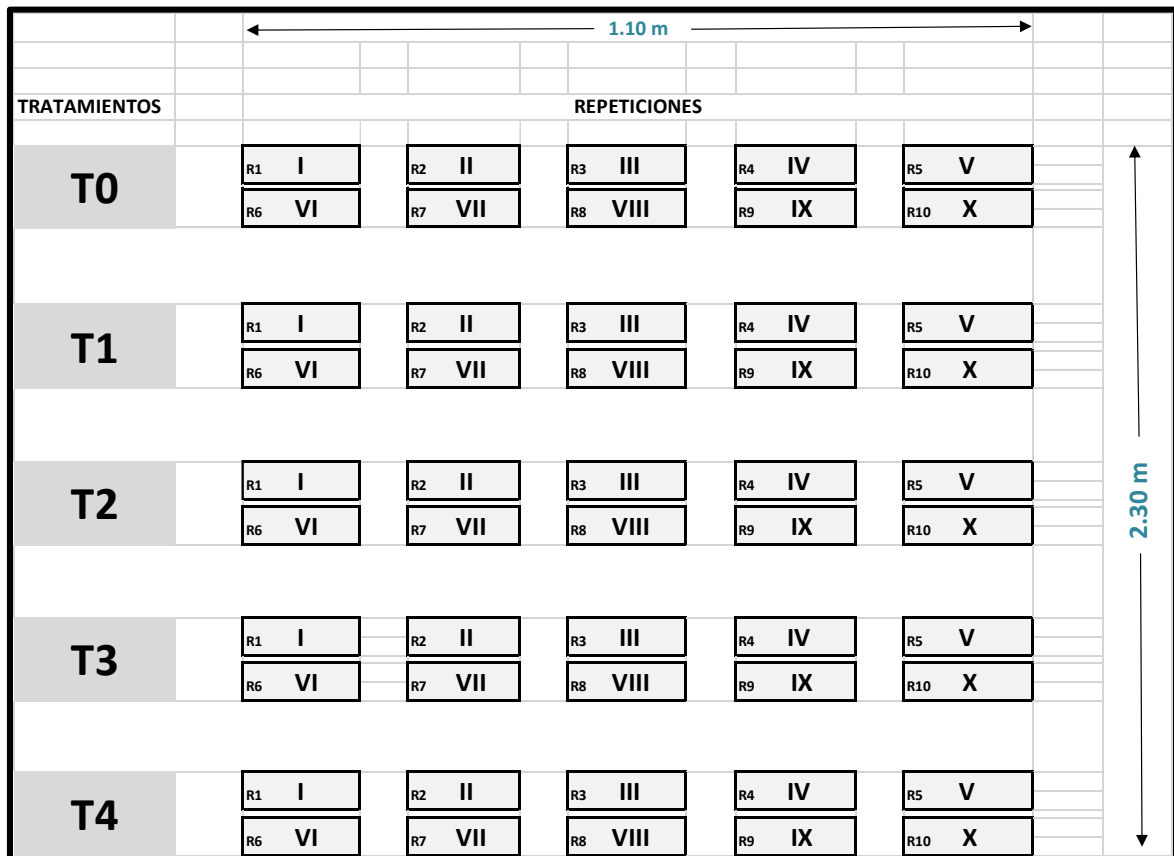 1.10 m
TRATAMIENTOS REPETICIONES
R1 I R2 II R3 III R4 IV R5 V
T0
R6 VI R7 VII R8 VIII R9 IX R10 X
R1 I R2 II R3 III R4 IV R5 V
T1
R6 VI R7 VII R8 VIII R9 IX R10 X
R1 I R2 II R3 III R4 IV R5 V
T2
R6 VI R7 VII R8 VIII R9 IX R10 X
2.30 m
R1 I R2 II R3 III R4 IV R5 V
T3
R6 VI R7 VII R8 VIII R9 IX R10 X
R1 I R2 II R3 III R4 IV R5 V
T4
R6 VI R7 VII R8 VIII R9 IX R10 X